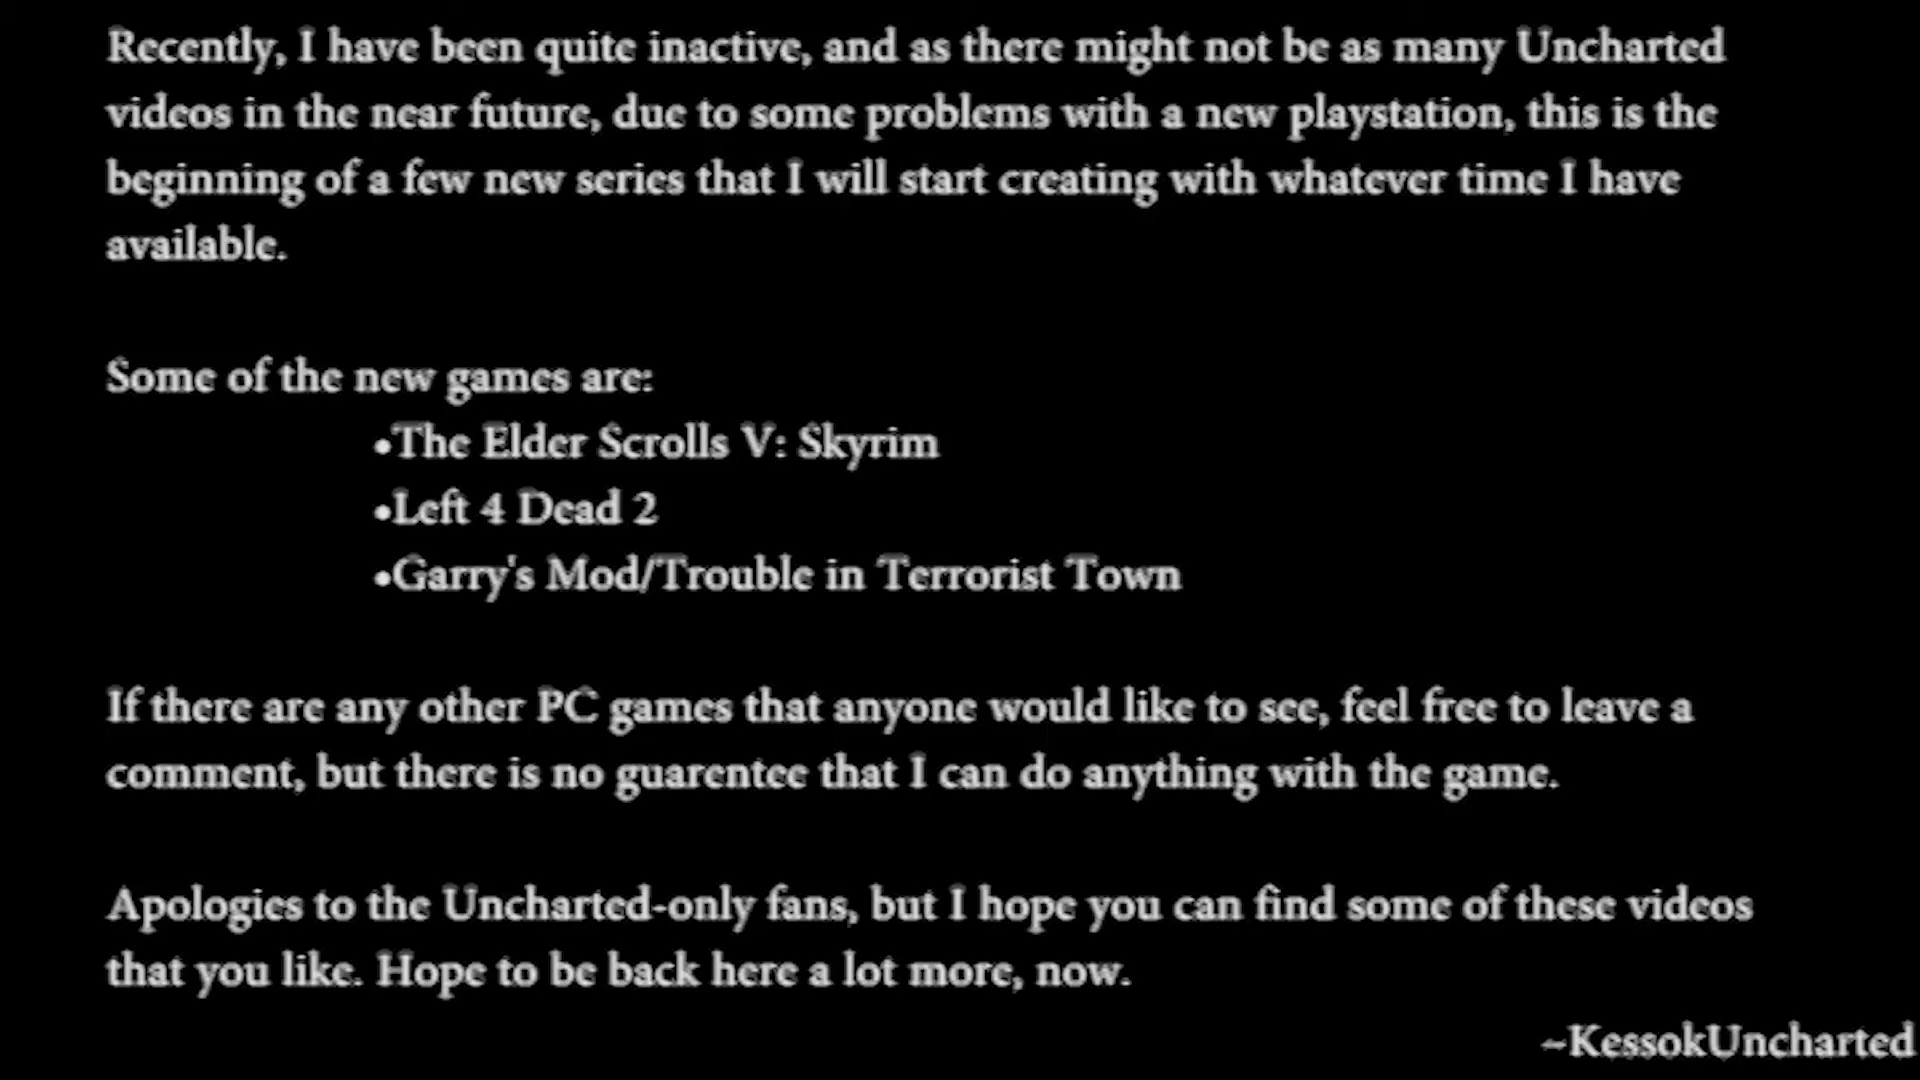 Recently, I have been quite inactive, and as there might not be as many Uncharted
videos in the near future, due to some problems with a new playstation, this is the
beginning of a few new series that I will start creating with whatever time I have
available.
Some of the new games are:
•The Elder Scrolls V: Skyrim
•Left 4 Dead 2
•Garry's Mod/Trouble in Terrorist Town
If there are any other PC games that anyone would like to see, feel free to leave a
comment, but there is no guarentee that I can do anything with the game.
Apologies to the Uncharted-only fans, but I hope you can find some of these videos
that you like. Hope to be back here a lot more, now.
~KessokUncharted